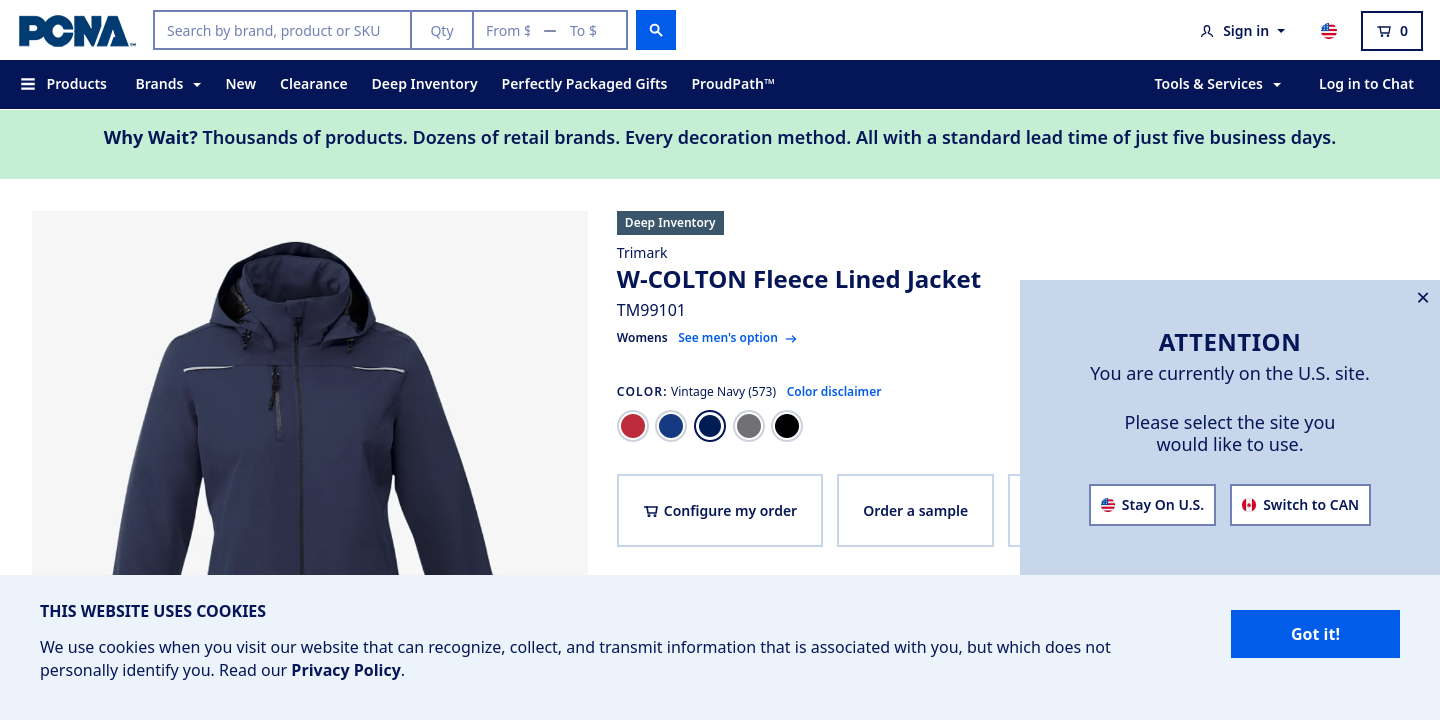 PCNA™
Search by brand, product or SKU
Qty
From $
To $
Sign in
0
Products
Brands
New
Clearance
Deep Inventory
Perfectly Packaged Gifts
ProudPath™
Tools & Services
Log in to Chat
Why Wait? Thousands of products. Dozens of retail brands. Every decoration method. All with a standard lead time of just five business days.
Deep Inventory
Trimark
W-COLTON Fleece Lined Jacket
TM99101
Womens See men's option →
COLOR: Vintage Navy (573) Color disclaimer
Configure my order
Order a sample
ATTENTION
You are currently on the U.S. site.
Please select the site you
would like to use.
Stay On U.S.
Switch to CAN
THIS WEBSITE USES COOKIES
We use cookies when you visit our website that can recognize, collect, and transmit information that is associated with you, but which does not
personally identify you. Read our Privacy Policy.
Got it!